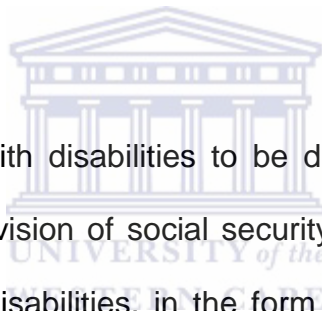 ith disabilities to be d
vision of social security
UNIVERSITY of the
isabilities, in the form